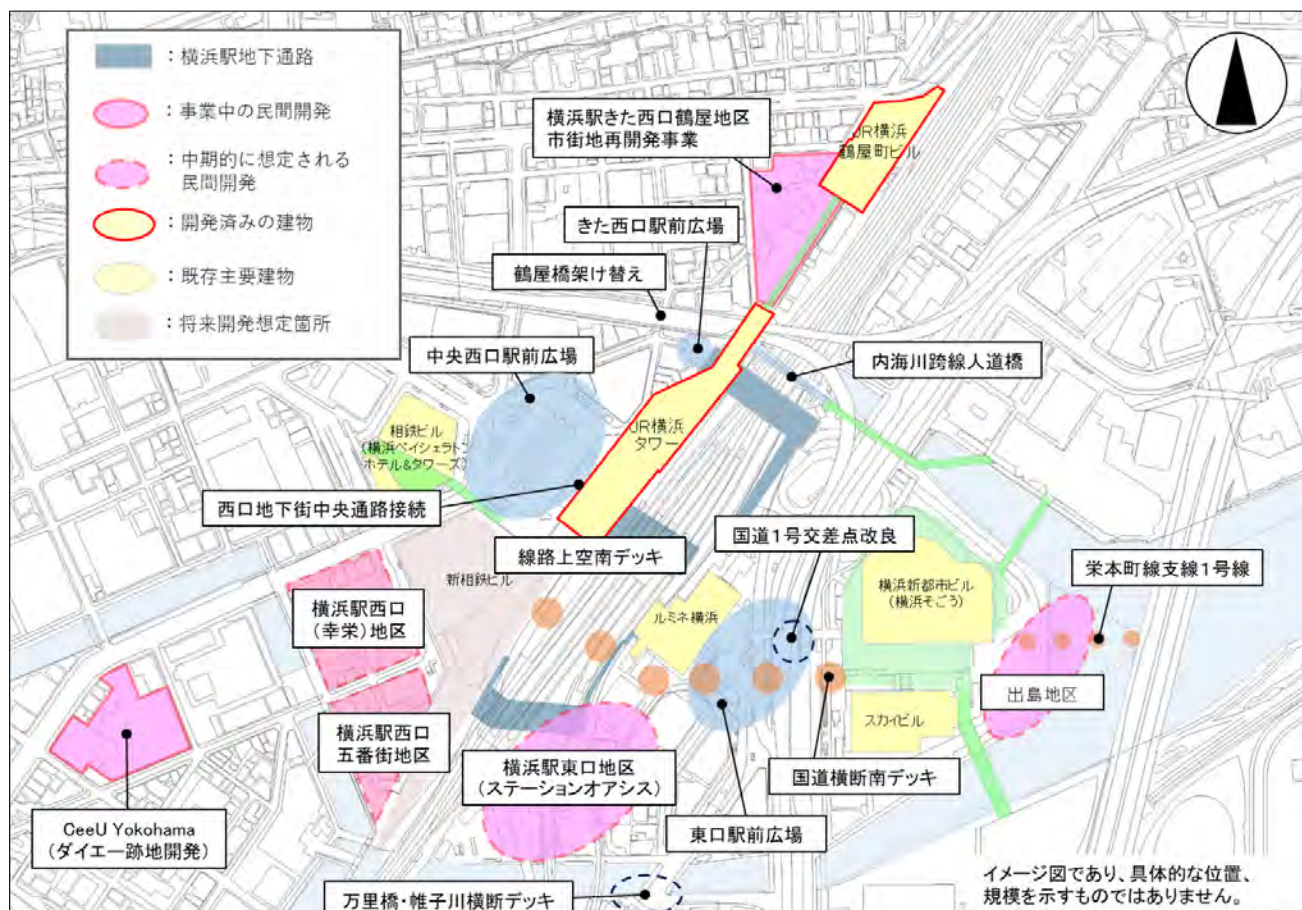 ：横浜駅地下通路
：事業中の民間開発
：中期的に想定される
民間開発
：開発済みの建物
：既存主要建物
：将来開発想定箇所
横浜駅きた西口鶴屋地区
市街地再開発事業
JR横浜
鶴屋町ビル
きた西口駅前広場
鶴屋橋架け替え
中央西口駅前広場
内海川跨線人道橋
相鉄ビル
(横浜ベイシェラトン
ホテル&タワーズ)
JR横浜
タワー
西口地下街中央通路接続
線路上空南デッキ
国道1号交差点改良
新相鉄ビル
横浜新都市ビル
(横浜そごう)
栄本町線支線1号線
横浜駅西口
(幸栄)地区
ルミネ横浜
出島地区
横浜駅西口
五番街地区
スカイビル
横浜駅東口地区
(ステーションオアシス)
国道横断南デッキ
CeeU Yokohama
(ダイエー跡地開発)
東口駅前広場
万里橋・帷子川横断デッキ
イメージ図であり、具体的な位置、
規模を示すものではありません。